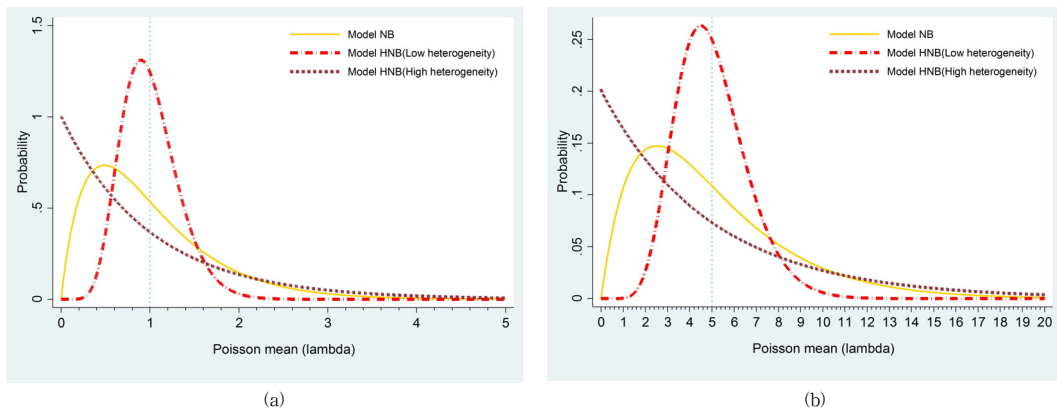 1.5
1
.5
0
Probability
Model NB
Model HNB(Low heterogeneity)
Model HNB(High heterogeneity)
0 1 2 3 4 5
Poisson mean (lambda)
(a)
.25
.2
.15
.1
.05
0
Probability
Model NB
Model HNB(Low heterogeneity)
Model HNB(High heterogeneity)
0 1 2 3 4 5 6 7 8 9 10 11 12 13 14 15 16 17 18 19 20
Poisson mean (lambda)
(b)